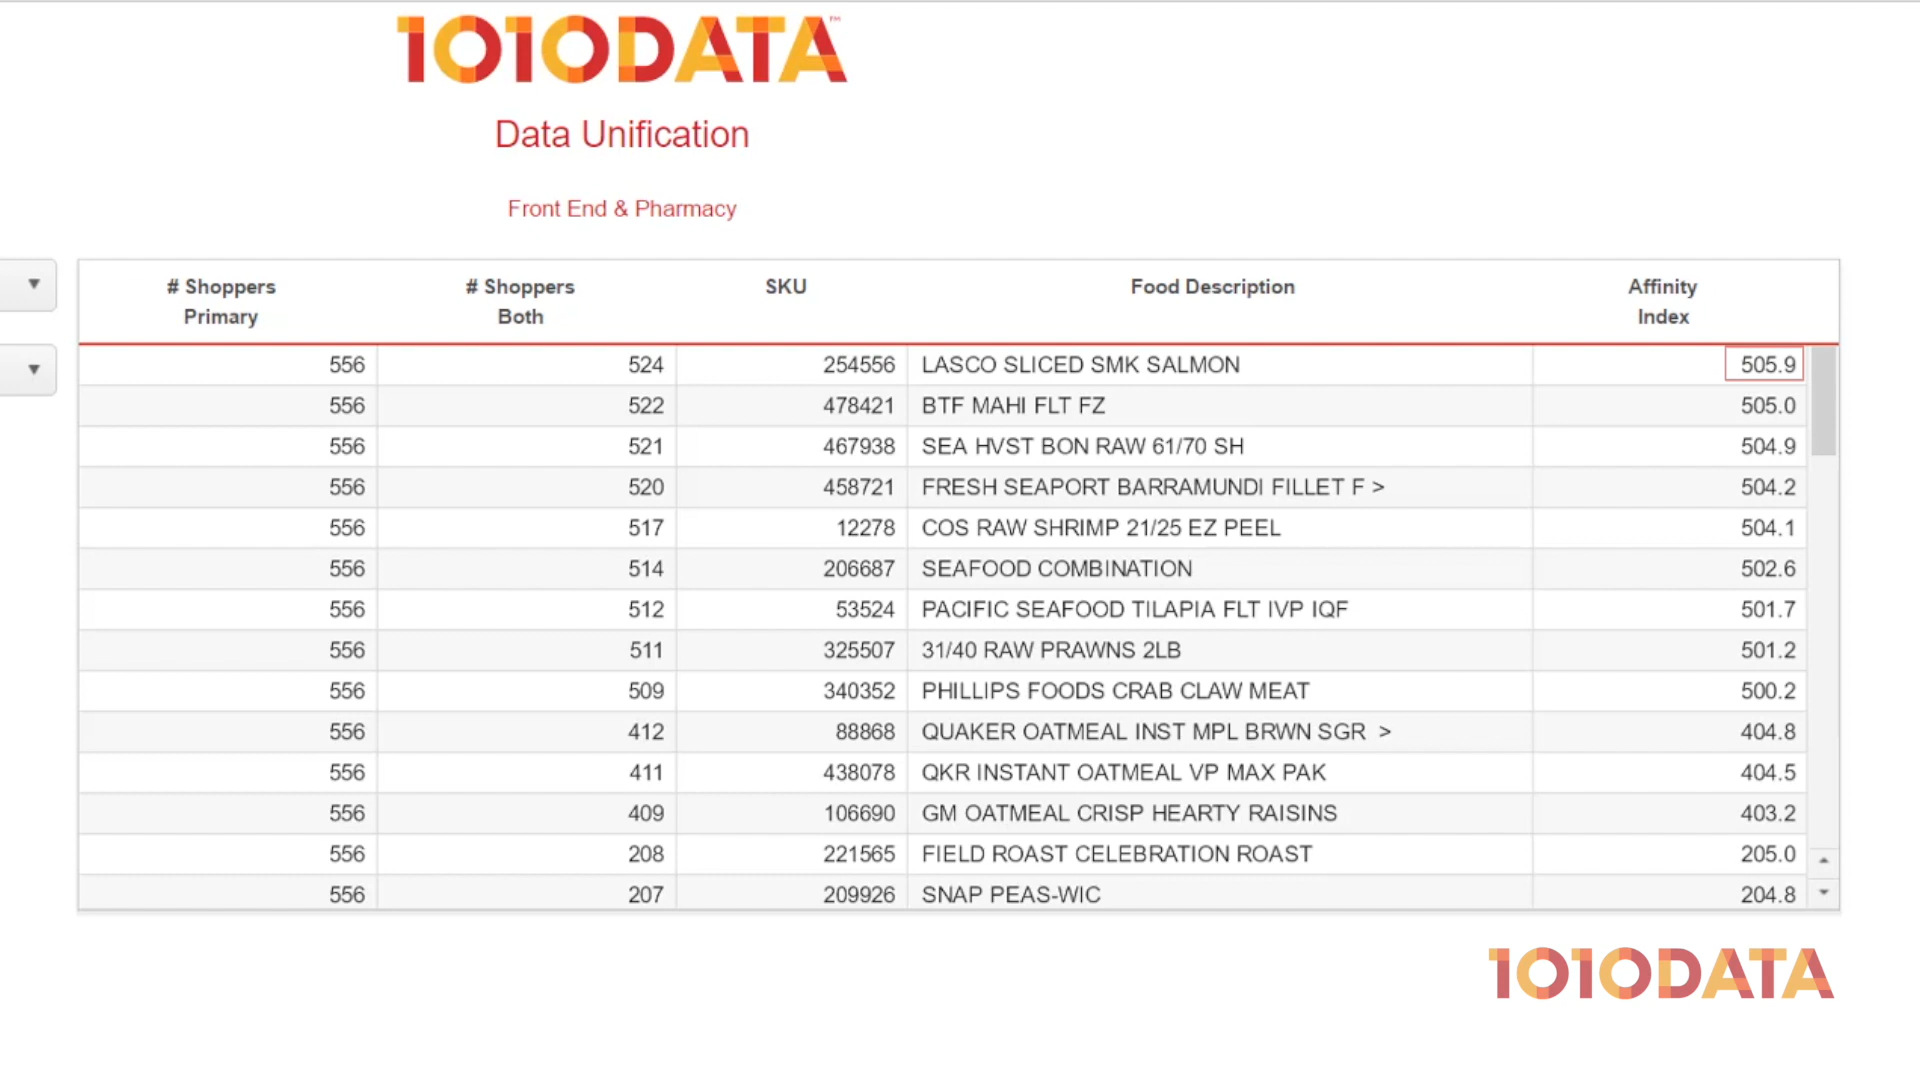 1010DATA™
Data Unification
Front End & Pharmacy
# Shoppers Primary # Shoppers Both SKU Food Description Affinity Index
556 524 254556 LASCO SLICED SMK SALMON 505.9
556 522 478421 BTF MAHI FLT FZ 505.0
556 521 467938 SEA HVST BON RAW 61/70 SH 504.9
556 520 458721 FRESH SEAPORT BARRAMUNDI FILLET F > 504.2
556 517 12278 COS RAW SHRIMP 21/25 EZ PEEL 504.1
556 514 206687 SEAFOOD COMBINATION 502.6
556 512 53524 PACIFIC SEAFOOD TILAPIA FLT IVP IQF 501.7
556 511 325507 31/40 RAW PRAWNS 2LB 501.2
556 509 340352 PHILLIPS FOODS CRAB CLAW MEAT 500.2
556 412 88868 QUAKER OATMEAL INST MPL BRWN SGR > 404.8
556 411 438078 QKR INSTANT OATMEAL VP MAX PAK 404.5
556 409 106690 GM OATMEAL CRISP HEARTY RAISINS 403.2
556 208 221565 FIELD ROAST CELEBRATION ROAST 205.0
556 207 209926 SNAP PEAS-WIC 204.8
1010DATA